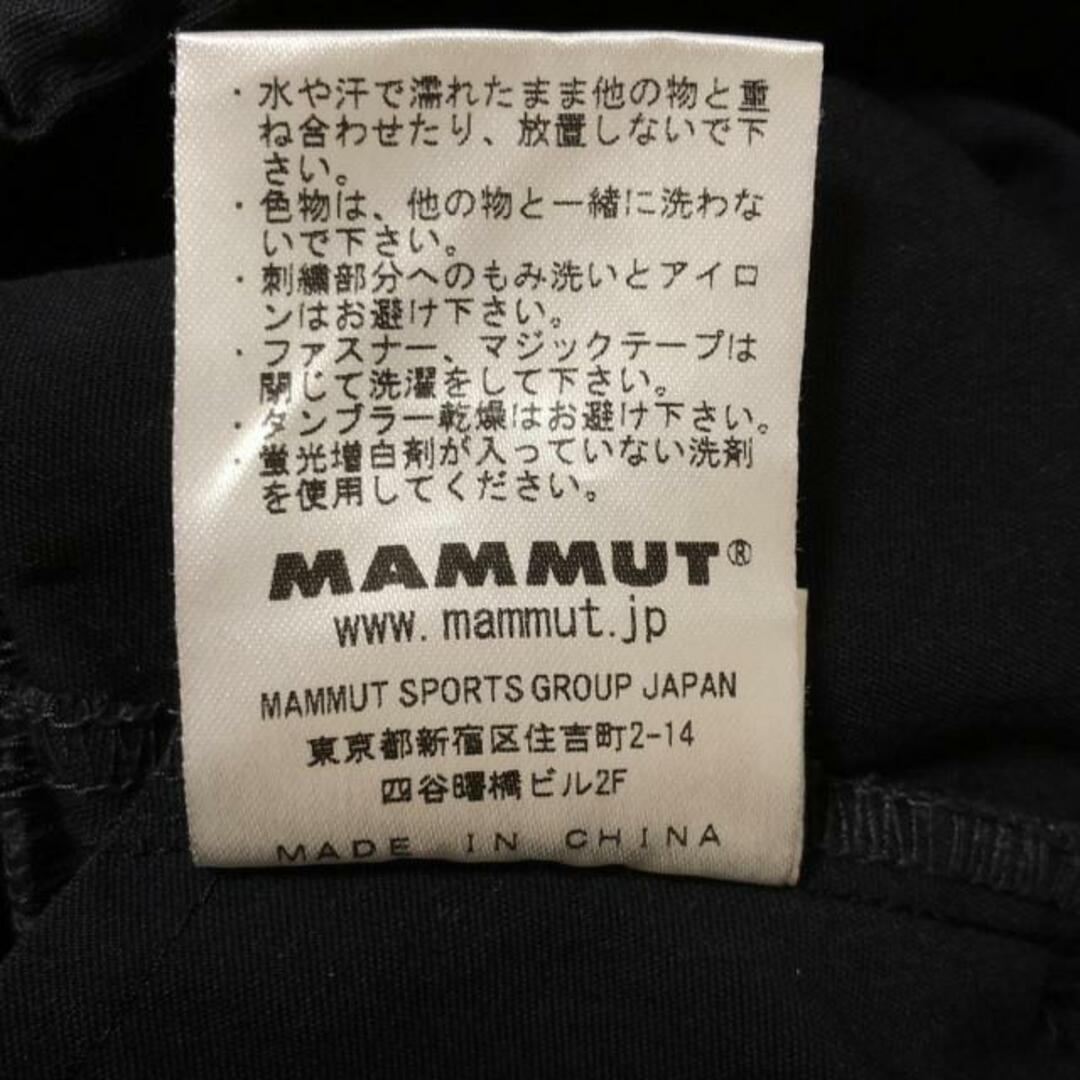 ・水や汗で濡れたまま他の物と重
ね合わせたり、放置しないで下
さい。
・色物は、他の物と一緒に洗わな
いで下さい。
・刺繍部分へのもみ洗いとアイロ
ンはお避け下さい。
・ファスナー、マジックテープは
閉じて洗濯をして下さい。
・タンブラー乾燥はお避け下さい。
・蛍光増白剤が入っていない洗剤
を使用してください。
MAMMUT®
www.mammut.jp
MAMMUT SPORTS GROUP JAPAN
東京都新宿区住吉町2-14
四谷曙橋ビル2F
MADE IN CHINA